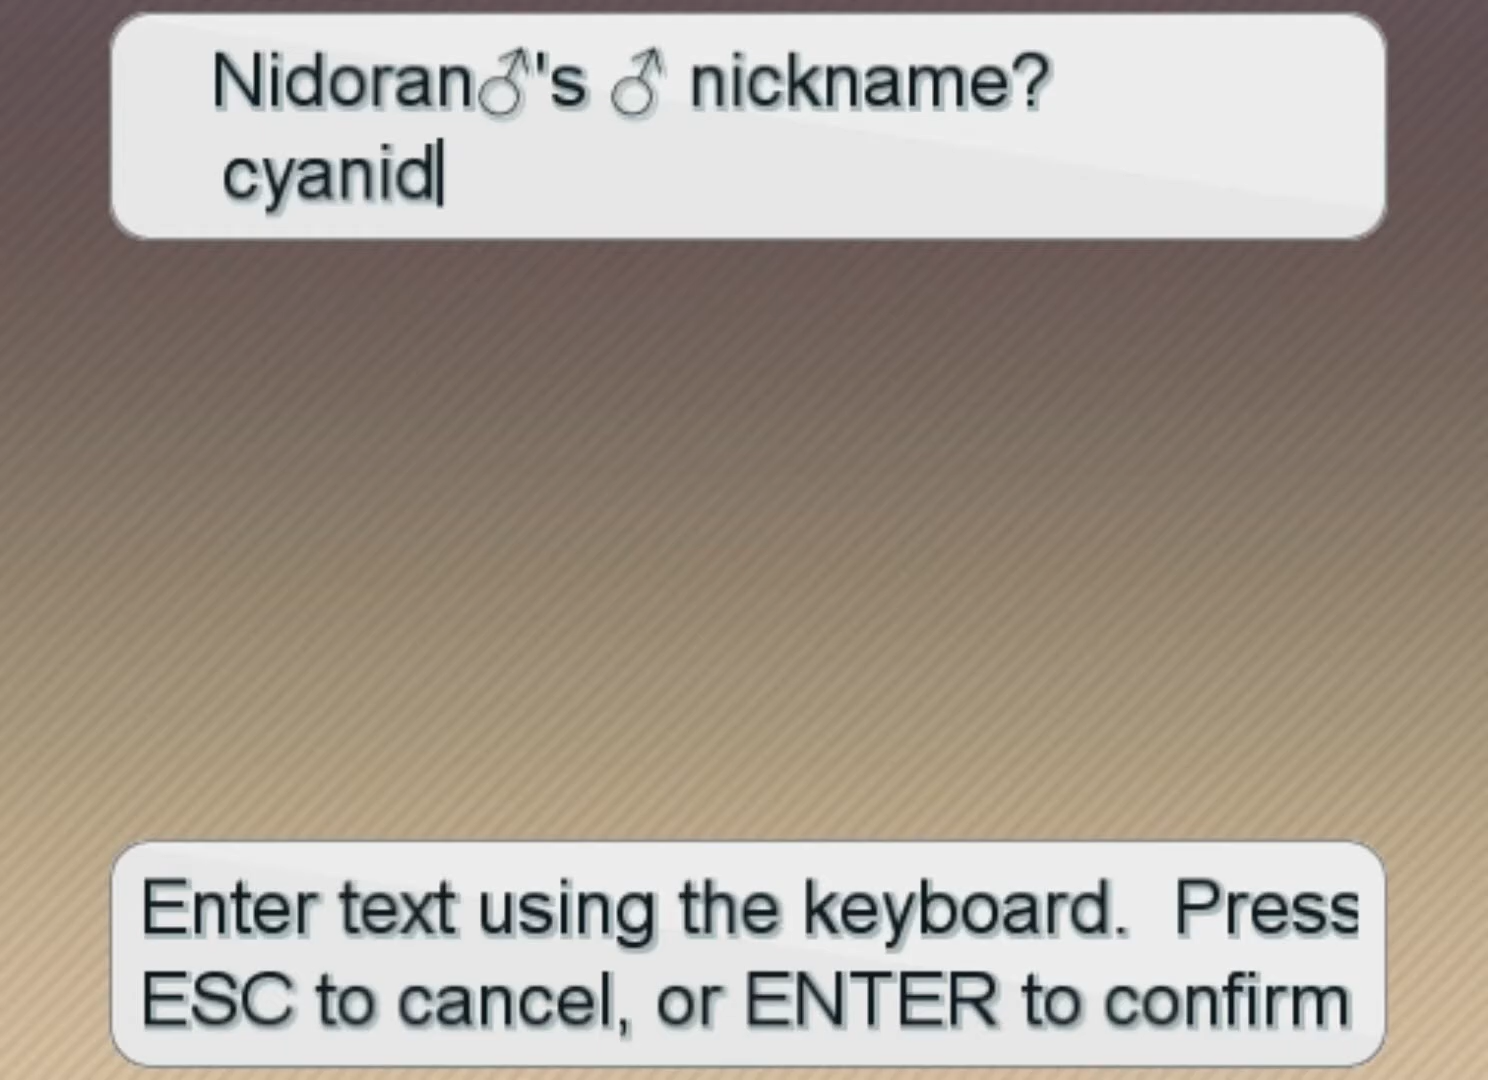 Nidoran♂'s ♂ nickname?
cyanid
Enter text using the keyboard.  Press
ESC to cancel, or ENTER to confirm